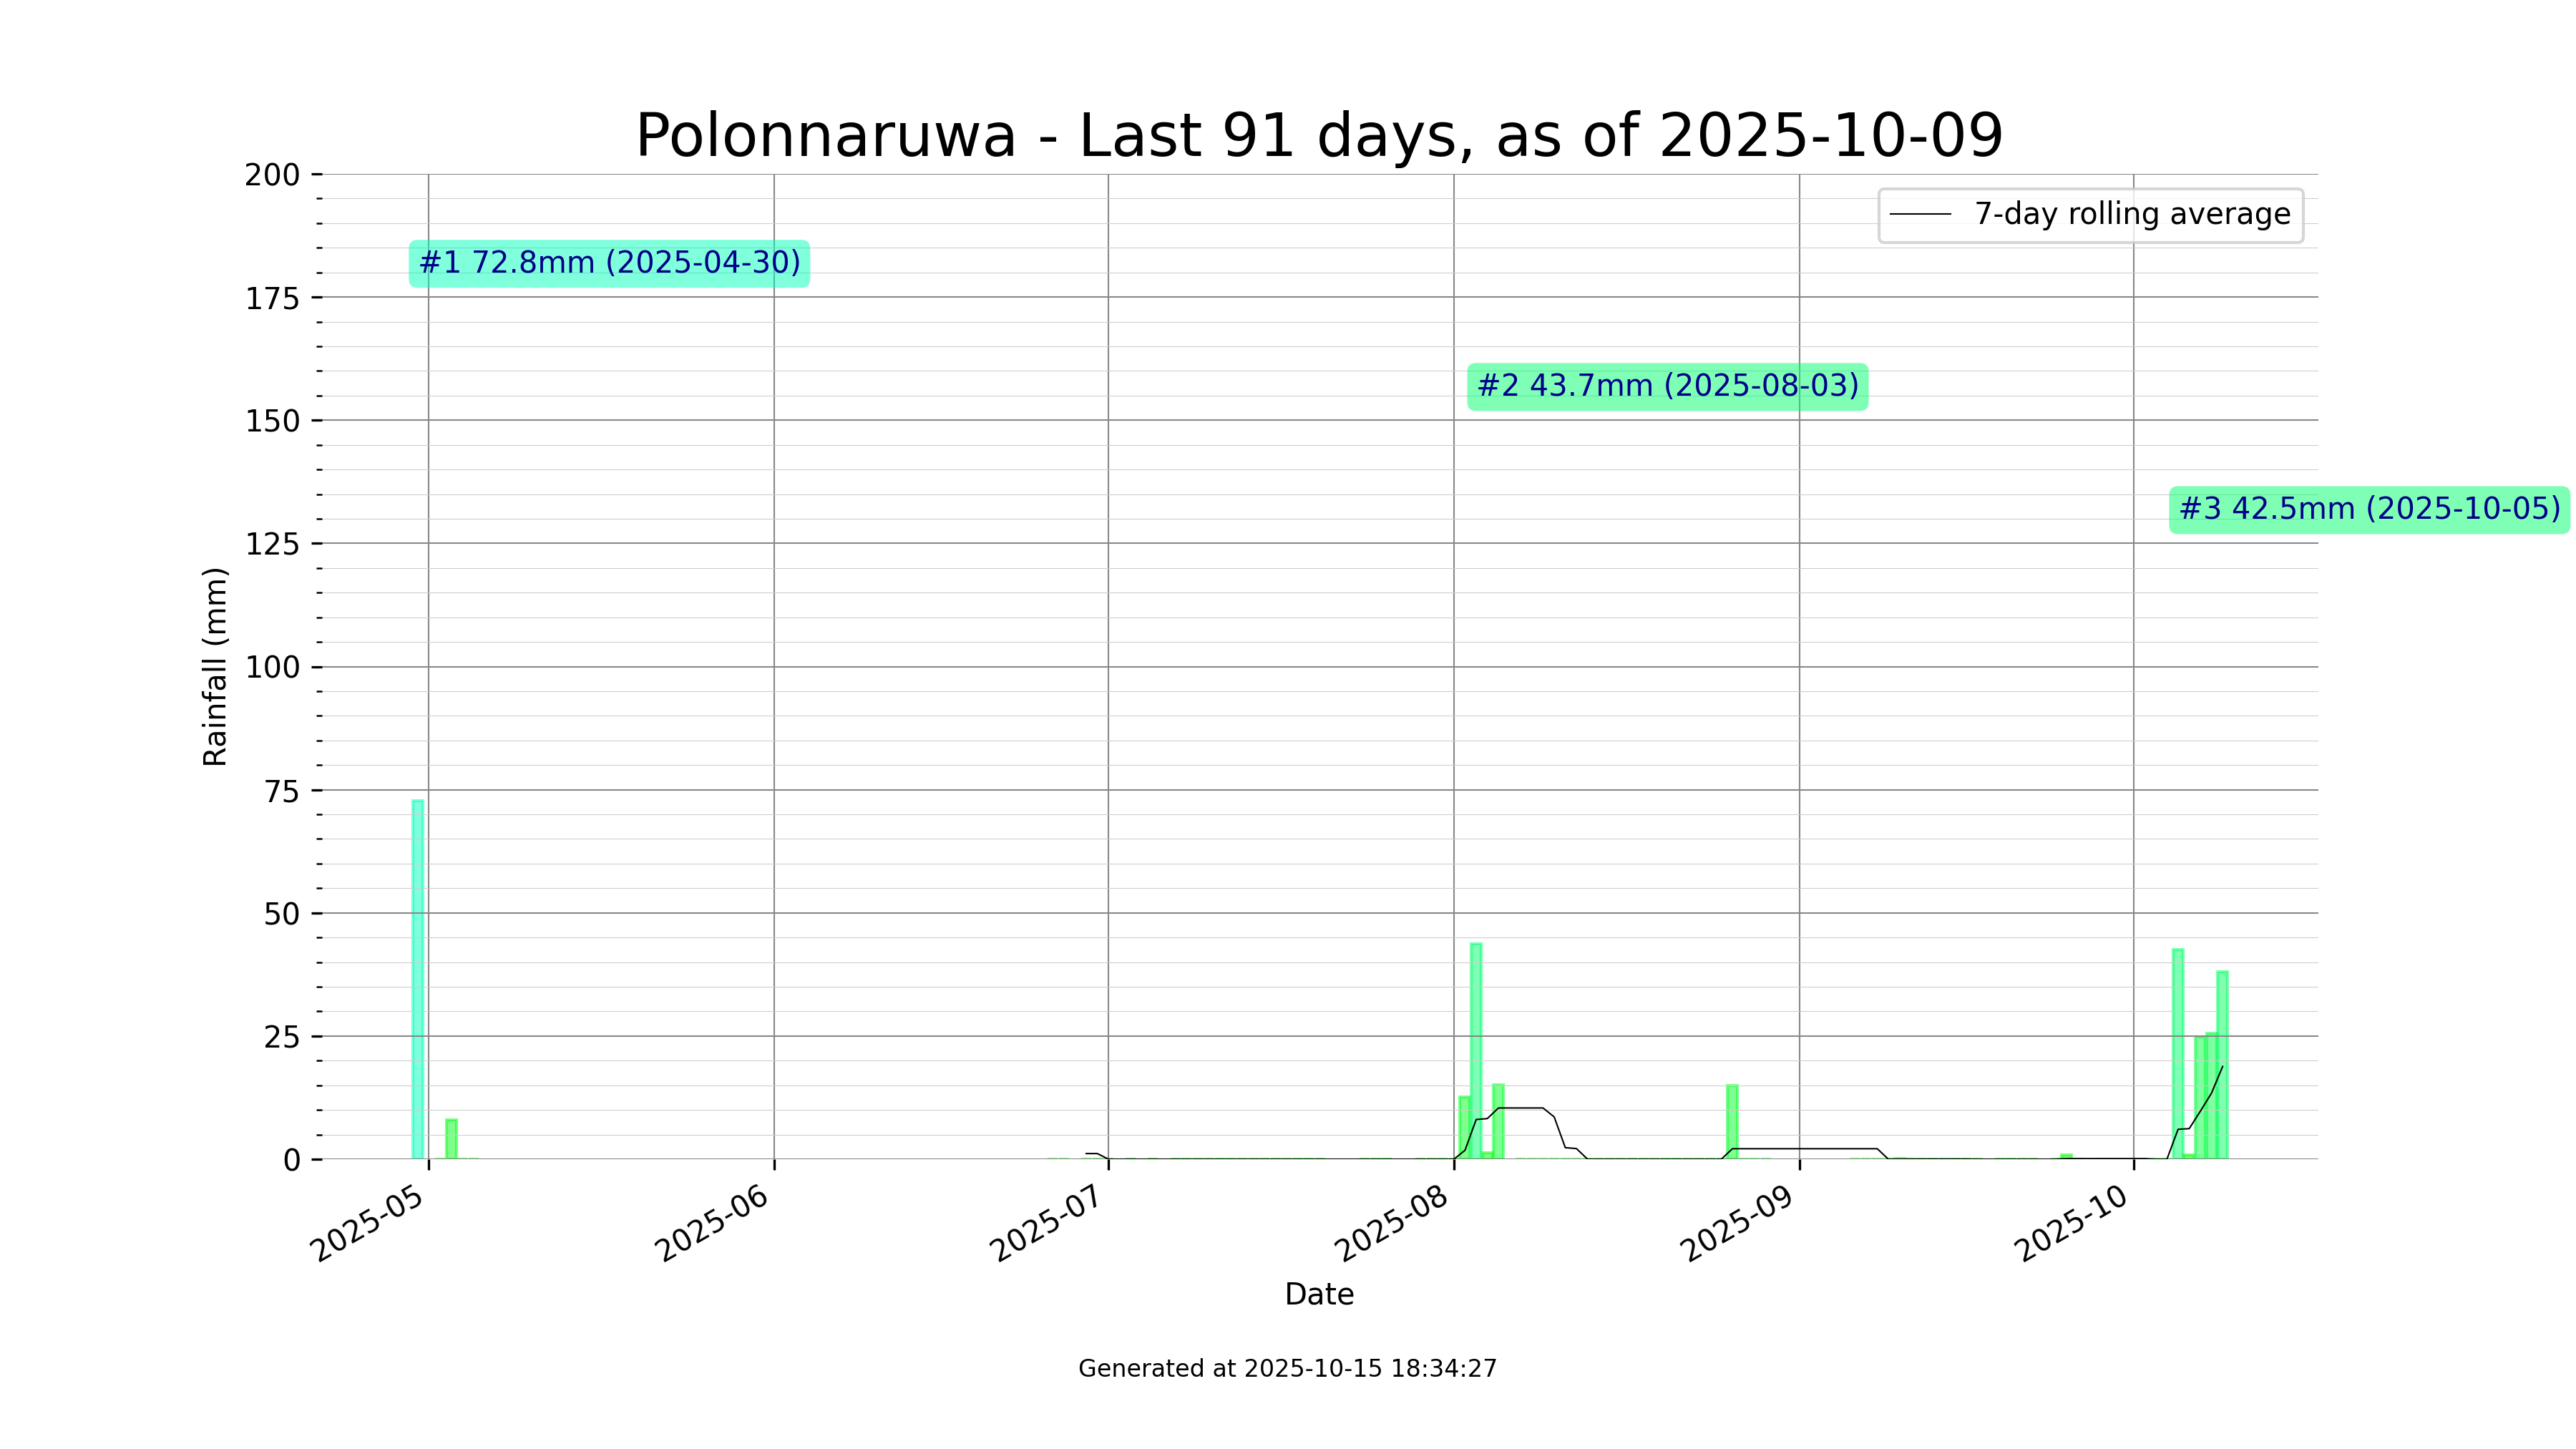 Polonnaruwa - Last 91 days, as of 2025-10-09
200
175
150
125
100
75
50
25
0
Rainfall (mm)
7-day rolling average
#1 72.8mm (2025-04-30)
#2 43.7mm (2025-08-03)
#3 42.5mm (2025-10-05)
2025-05
2025-06
2025-07
2025-08
2025-09
2025-10
Date
Generated at 2025-10-15 18:34:27